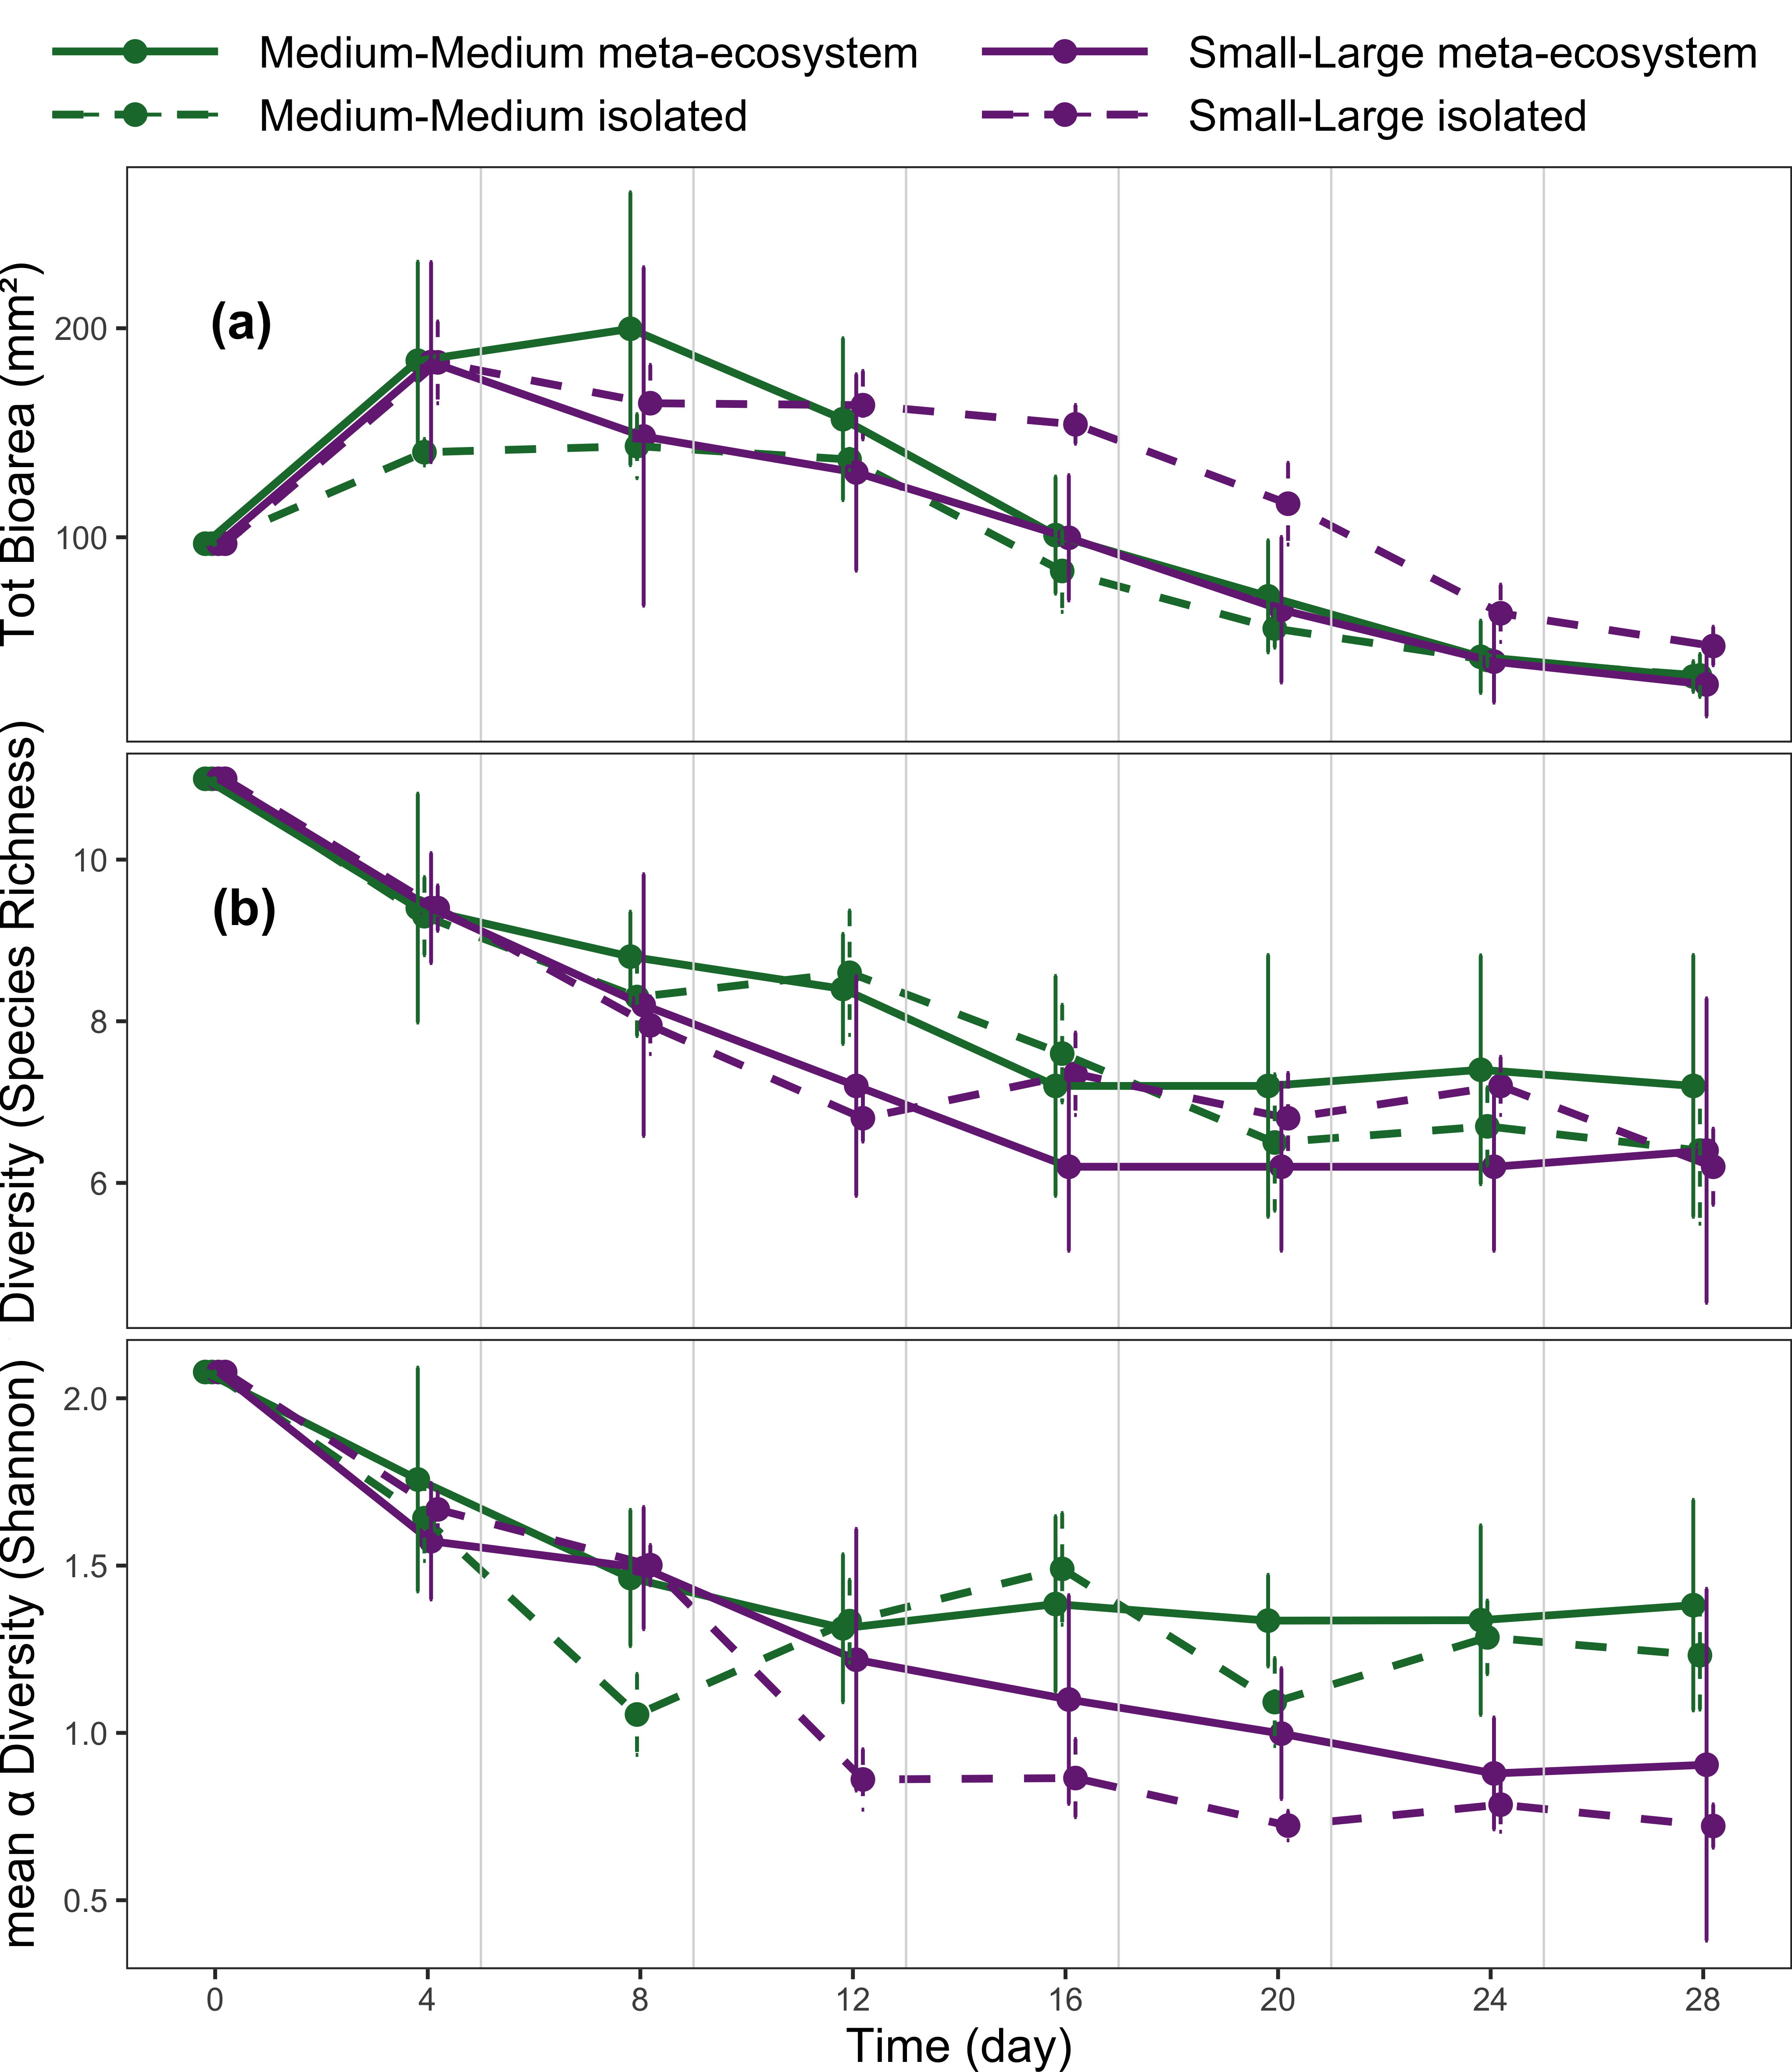 Medium-Medium meta-ecosystem
Small-Large meta-ecosystem
Medium-Medium isolated
Small-Large isolated
Tot Bioarea (mm²)
(a)
200
100
Diversity (Species Richness)
(b)
10
8
6
mean α Diversity (Shannon)
2.0
1.5
1.0
0.5
0 4 8 12 16 20 24 28
Time (day)